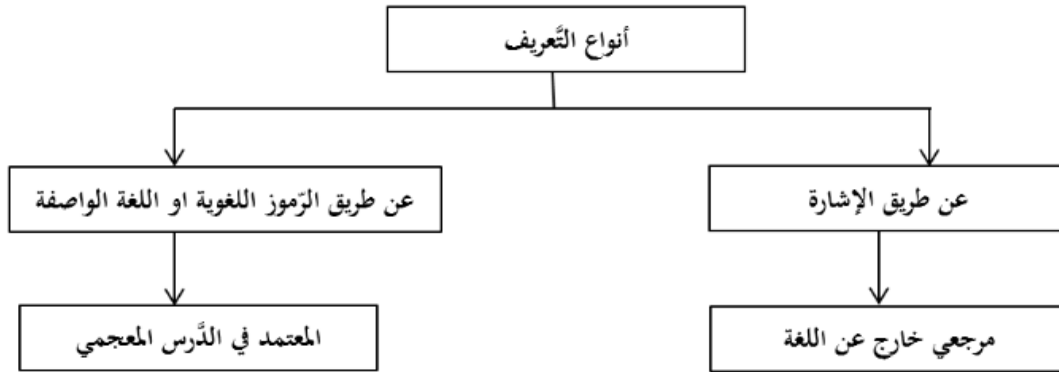 أنواع التَّعريف
عن طريق الإشارة
عن طريق الرّموز اللغوية او اللغة الواصفة
مرجعي خارج عن اللغة
المعتمد في الدَّرس المعجمي